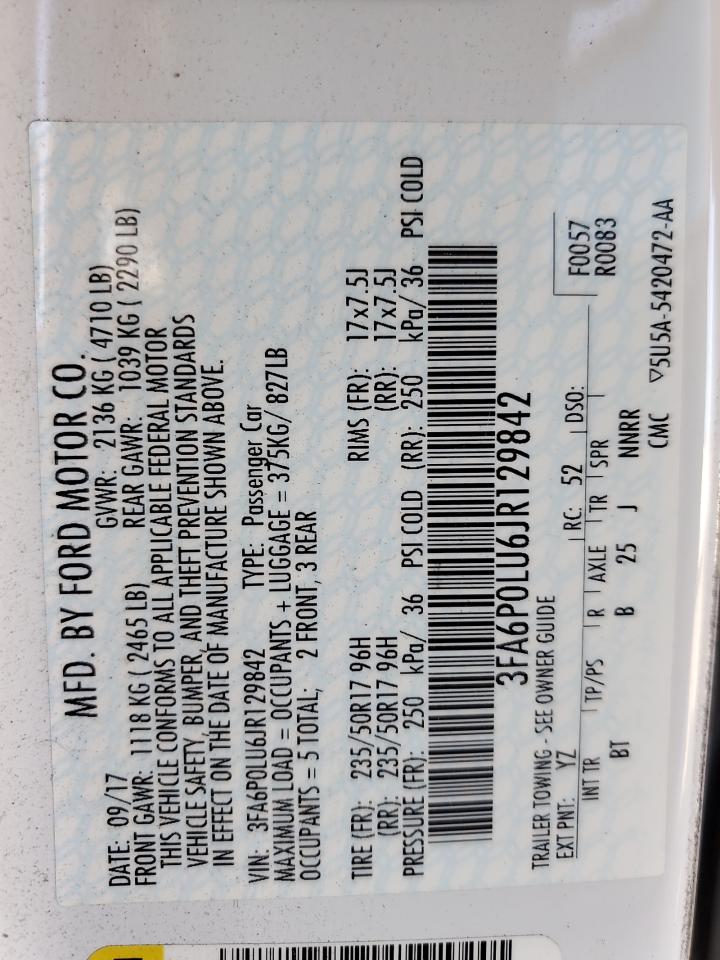 MFD. BY FORD MOTOR CO.
DATE: 09/17 GVWR: 2136 KG ( 4710 LB)
FRONT GAWR: 1118 KG ( 2465 LB) REAR GAWR: 1039 KG ( 2290 LB)
THIS VEHICLE CONFORMS TO ALL APPLICABLE FEDERAL MOTOR
VEHICLE SAFETY, BUMPER, AND THEFT PREVENTION STANDARDS
IN EFFECT ON THE DATE OF MANUFACTURE SHOWN ABOVE.
VIN: 3FA6P0LU6JR129842 TYPE: Passenger Car
MAXIMUM LOAD = OCCUPANTS + LUGGAGE = 375KG/ 827LB
OCCUPANTS = 5 TOTAL; 2 FRONT, 3 REAR
TIRE (FR): 235/50R17 96H RIMS (FR): 17x7.5J
(RR): 235/50R17 96H (RR): 17x7.5J
PRESSURE (FR): 250 kPa/ 36 PSI COLD (RR): 250 kPa/ 36 PSI COLD
3FA6P0LU6JR129842
TRAILER TOWING - SEE OWNER GUIDE F0057
EXT PNT: YZ RC: 52 DSO: R0083
INT TR TP/PS R AXLE TR SPR
BT B 25 J NNRR
CMC ▽5U5A-5420472-AA